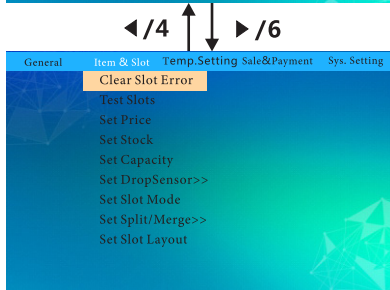 ◀/4 ▶/6
General Item & Slot Temp.Setting Sale&Payment Sys. Setting
Clear Slot Error
Test Slots
Set Price
Set Stock
Set Capacity
Set DropSensor>>
Set Slot Mode
Set Split/Merge>>
Set Slot Layout